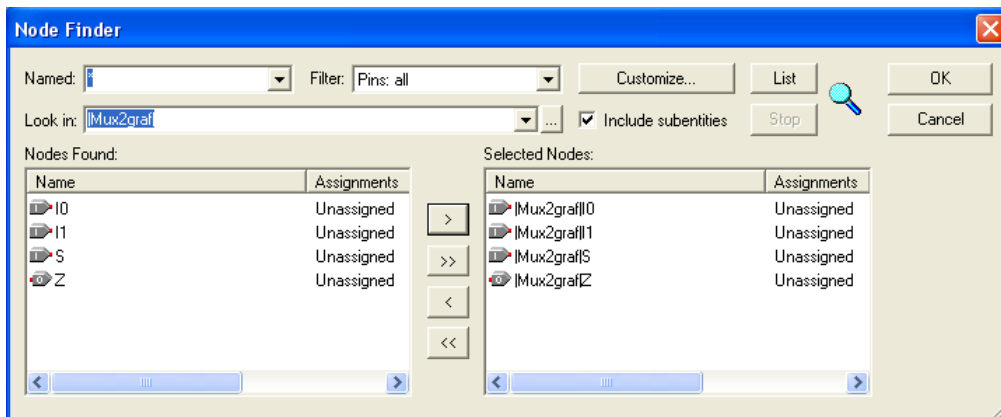 Node Finder
Named: * Filter: Pins: all Customize... List OK
Look in: |Mux2graf| ... Include subentities Stop Cancel
Nodes Found: Selected Nodes:
Name Assignments Name Assignments
I0 Unassigned > |Mux2graf|I0 Unassigned
I1 Unassigned |Mux2graf|I1 Unassigned
S Unassigned >> |Mux2graf|S Unassigned
Z Unassigned |Mux2graf|Z Unassigned
<
<<